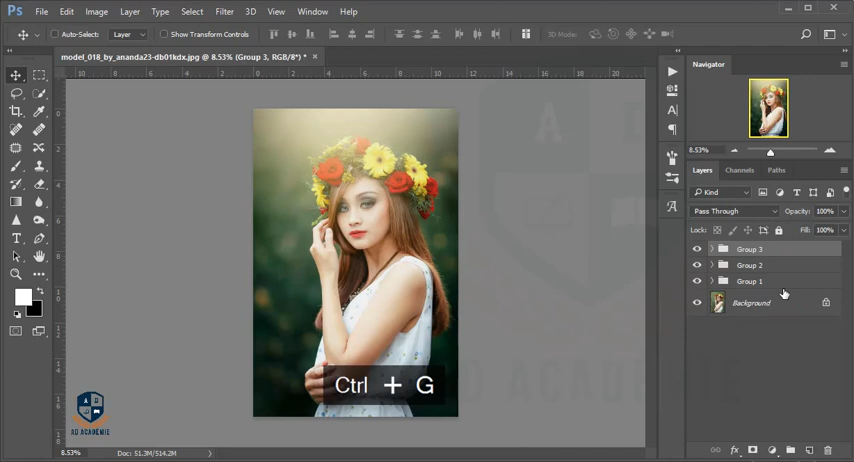 Ps File Edit Image Layer Type Select Filter 3D View Window Help
Auto-Select: Layer Show Transform Controls 3D Mode:
model_018_by_ananda23-db01kdx.jpg @ 8.53% (Group 3, RGB/8*) * ×
Navigator
8.53%
Layers Channels Paths
Kind
Pass Through Opacity: 100%
Lock: Fill: 100%
Group 3
Group 2
Group 1
Background
Ctrl + G
AD ACADÉMIE
8.53% Doc: 51.3M/514.2M